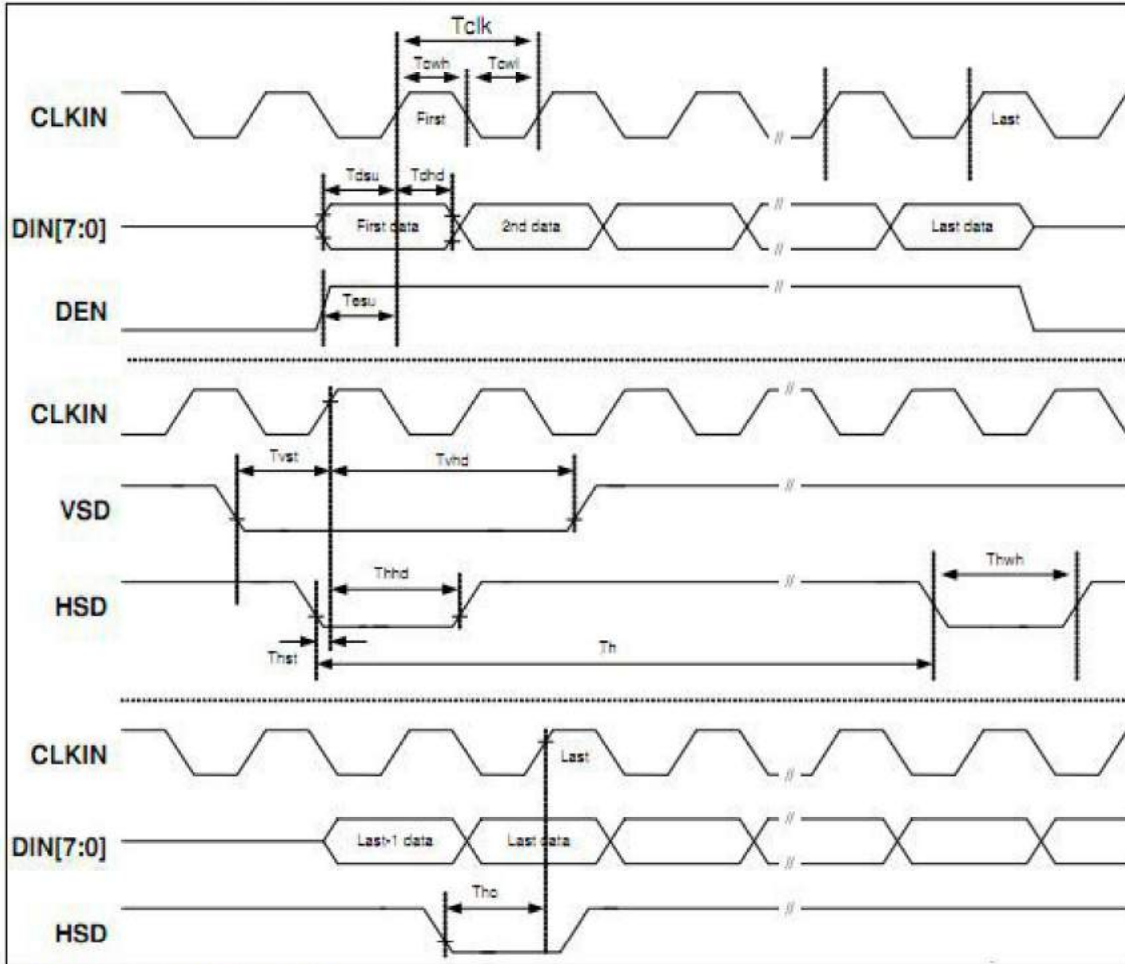 Tclk
Tcwh Tcwl
CLKIN First // Last
Tdsu Tdhd
DIN[7:0] First data 2nd data // Last data
//
DEN Tesu //
CLKIN //
//
Tvst Tvhd
VSD //
Thhd Thwh
HSD //
Thst Th
CLKIN Last //
//
DIN[7:0] Last-1 data Last data //
Thc
HSD //